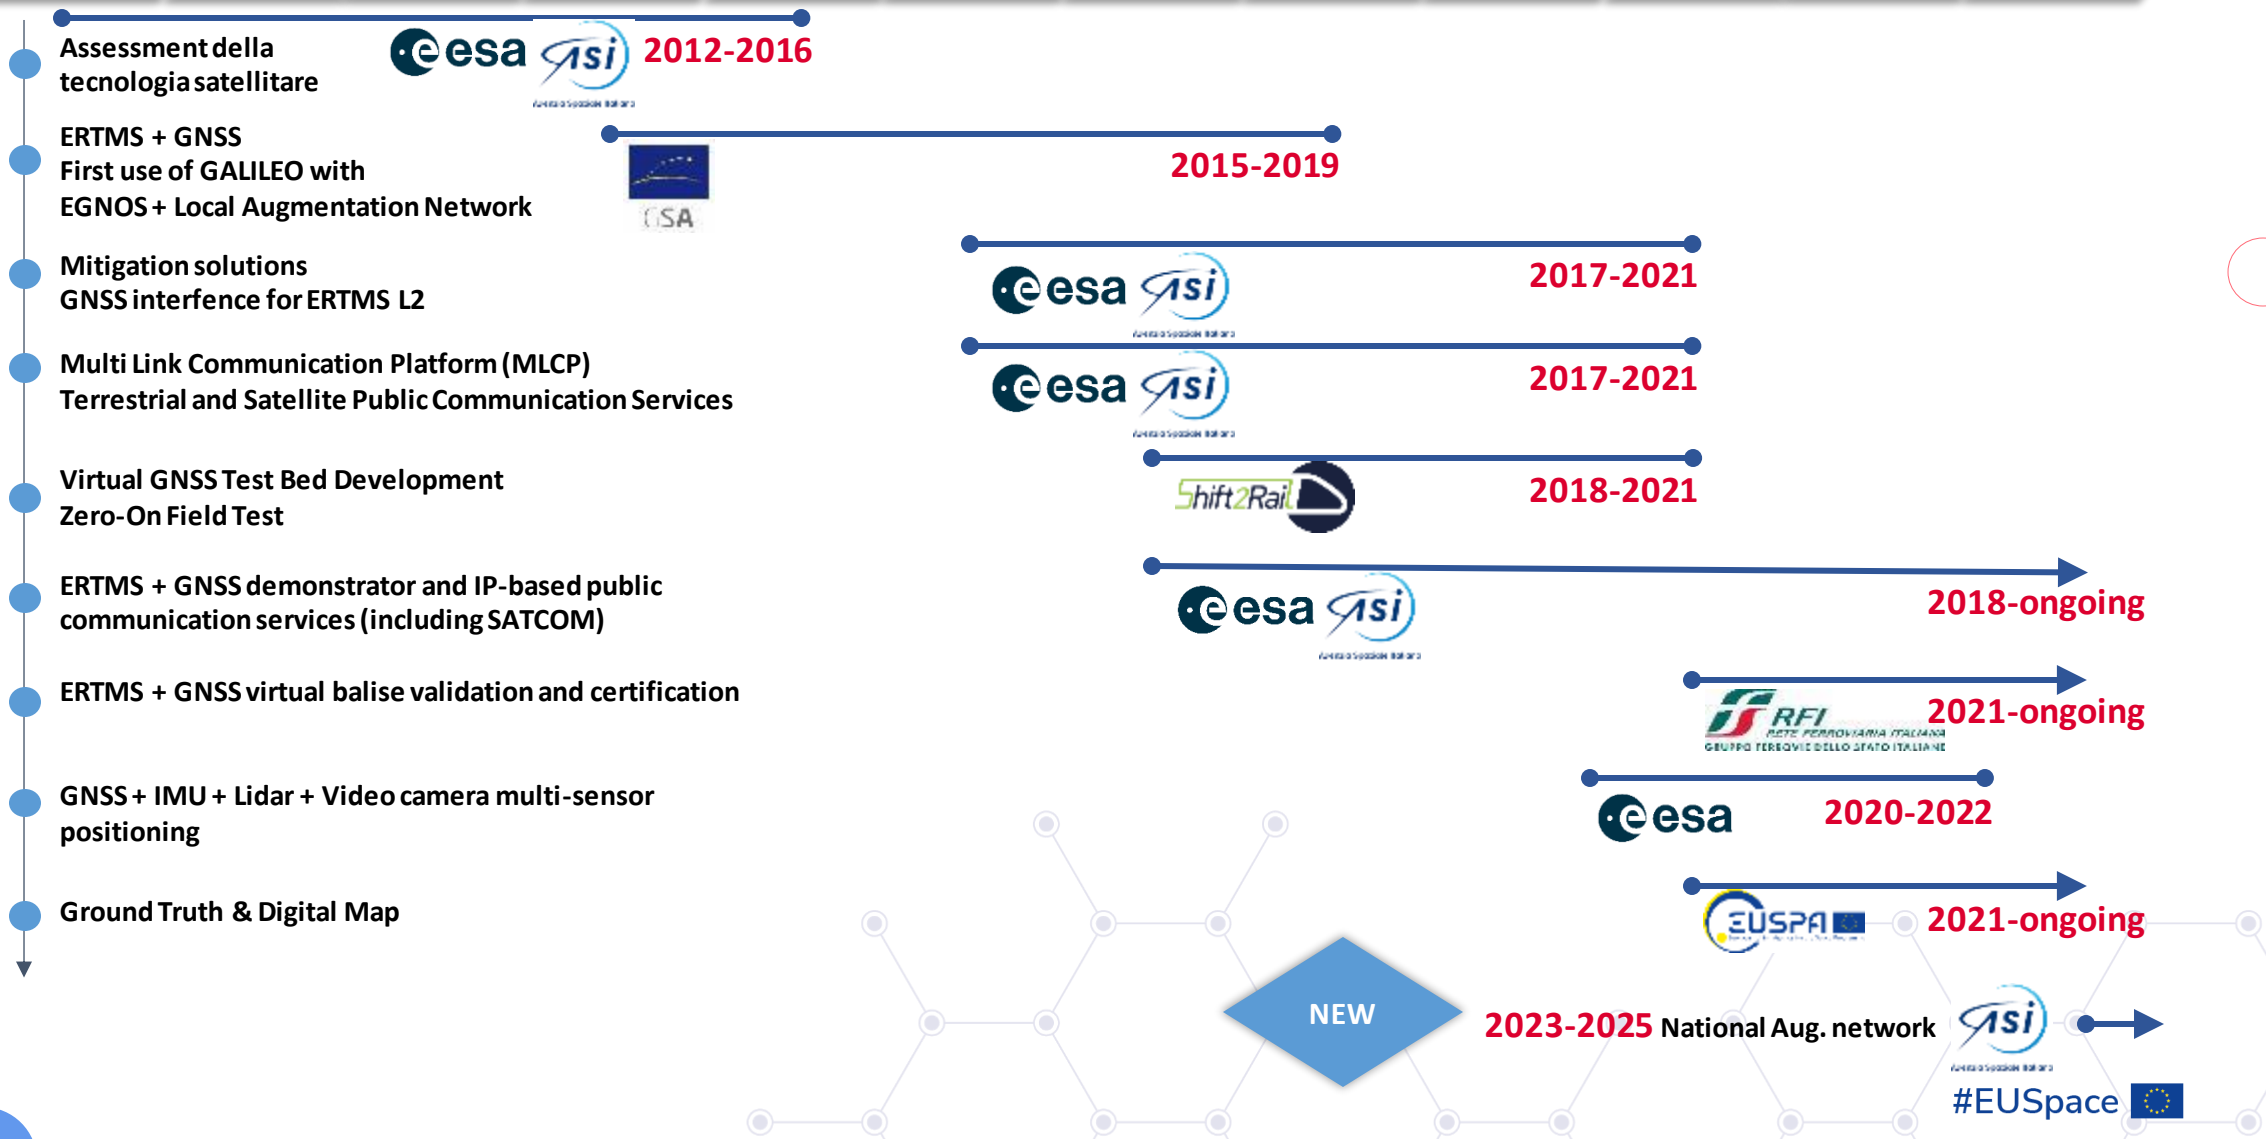 Assessment della
tecnologia satellitare
esa
asi
2012-2016
ERTMS + GNSS
First use of GALILEO with
EGNOS + Local Augmentation Network
GSA
2015-2019
Mitigation solutions
GNSS interfence for ERTMS L2
esa
asi
2017-2021
Multi Link Communication Platform (MLCP)
Terrestrial and Satellite Public Communication Services
esa
asi
2017-2021
Virtual GNSS Test Bed Development
Zero-On Field Test
Shift2Rail
2018-2021
ERTMS + GNSS demonstrator and IP-based public
communication services (including SATCOM)
esa
asi
2018-ongoing
ERTMS + GNSS virtual balise validation and certification
RFI
RETE FERROVIARIA ITALIANA
GRUPPO FERROVIE DELLO STATO ITALIANE
2021-ongoing
GNSS + IMU + Lidar + Video camera multi-sensor
positioning
esa
2020-2022
Ground Truth & Digital Map
EUSPA
2021-ongoing
NEW
2023-2025 National Aug. network
asi
#EUSpace